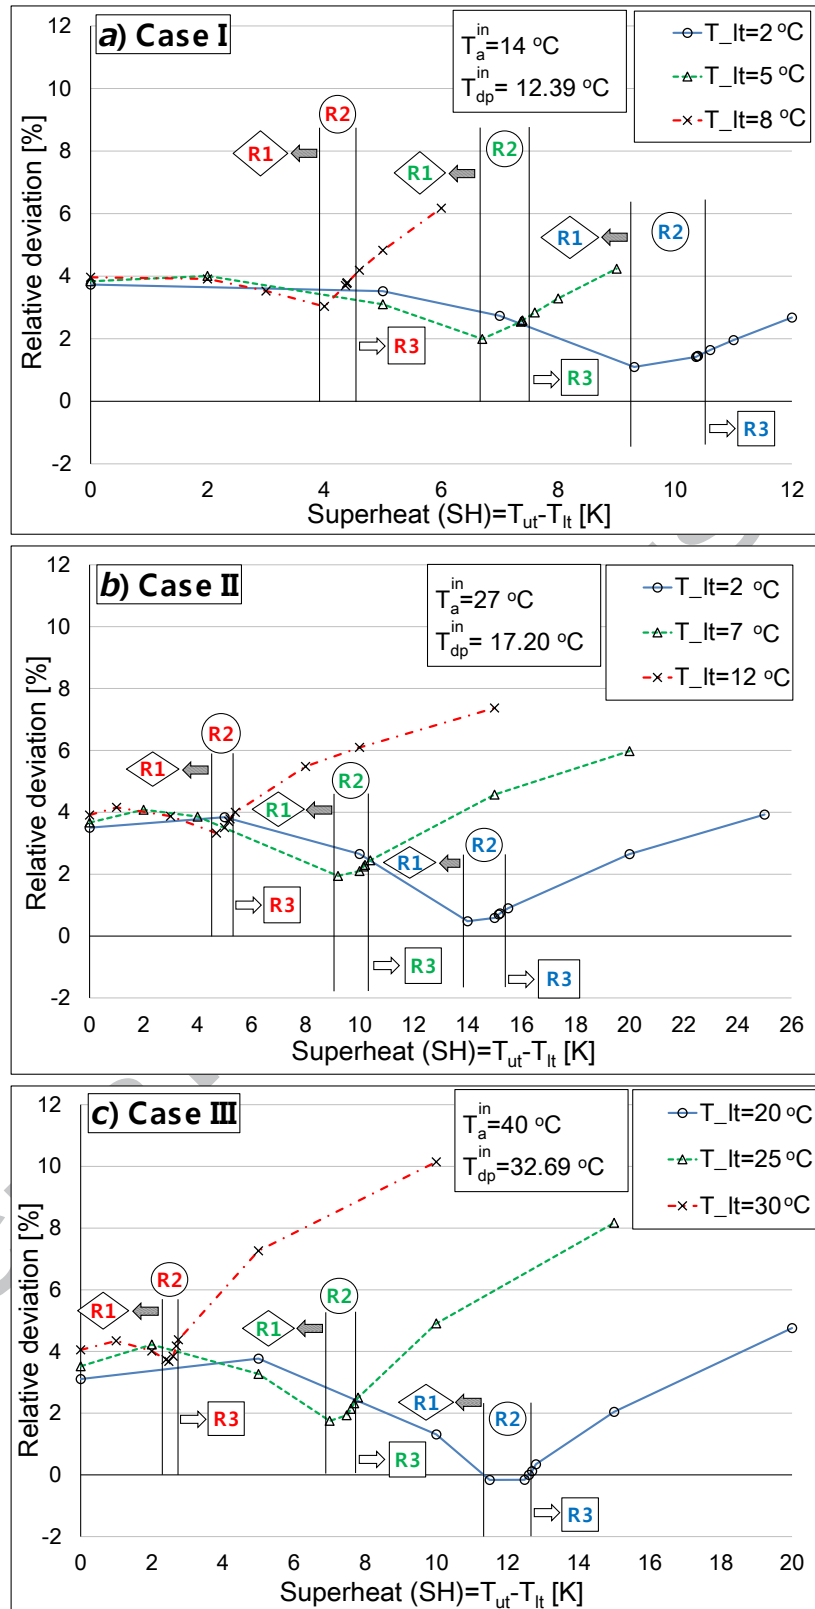 a) Case I
T_a^in=14 °C
T_dp^in= 12.39 °C
T_lt=2 °C
T_lt=5 °C
T_lt=8 °C
Relative deviation [%]
12
10
8
6
4
2
0
-2
R1
R2
R3
R1
R2
R3
R1
R2
R3
0
2
4
6
8
10
12
Superheat (SH)=T_ut-T_lt [K]
b) Case II
T_a^in=27 °C
T_dp^in= 17.20 °C
T_lt=2 °C
T_lt=7 °C
T_lt=12 °C
Relative deviation [%]
12
10
8
6
4
2
0
-2
R1
R2
R3
R1
R2
R3
R1
R2
R3
0
2
4
6
8
10
12
14
16
18
20
22
24
26
Superheat (SH)=T_ut-T_lt [K]
c) Case III
T_a^in=40 °C
T_dp^in=32.69 °C
T_lt=20 °C
T_lt=25 °C
T_lt=30 °C
Relative deviation [%]
12
10
8
6
4
2
0
-2
R1
R2
R3
R1
R2
R3
R1
R2
R3
0
2
4
6
8
10
12
14
16
18
20
Superheat (SH)=T_ut-T_lt [K]